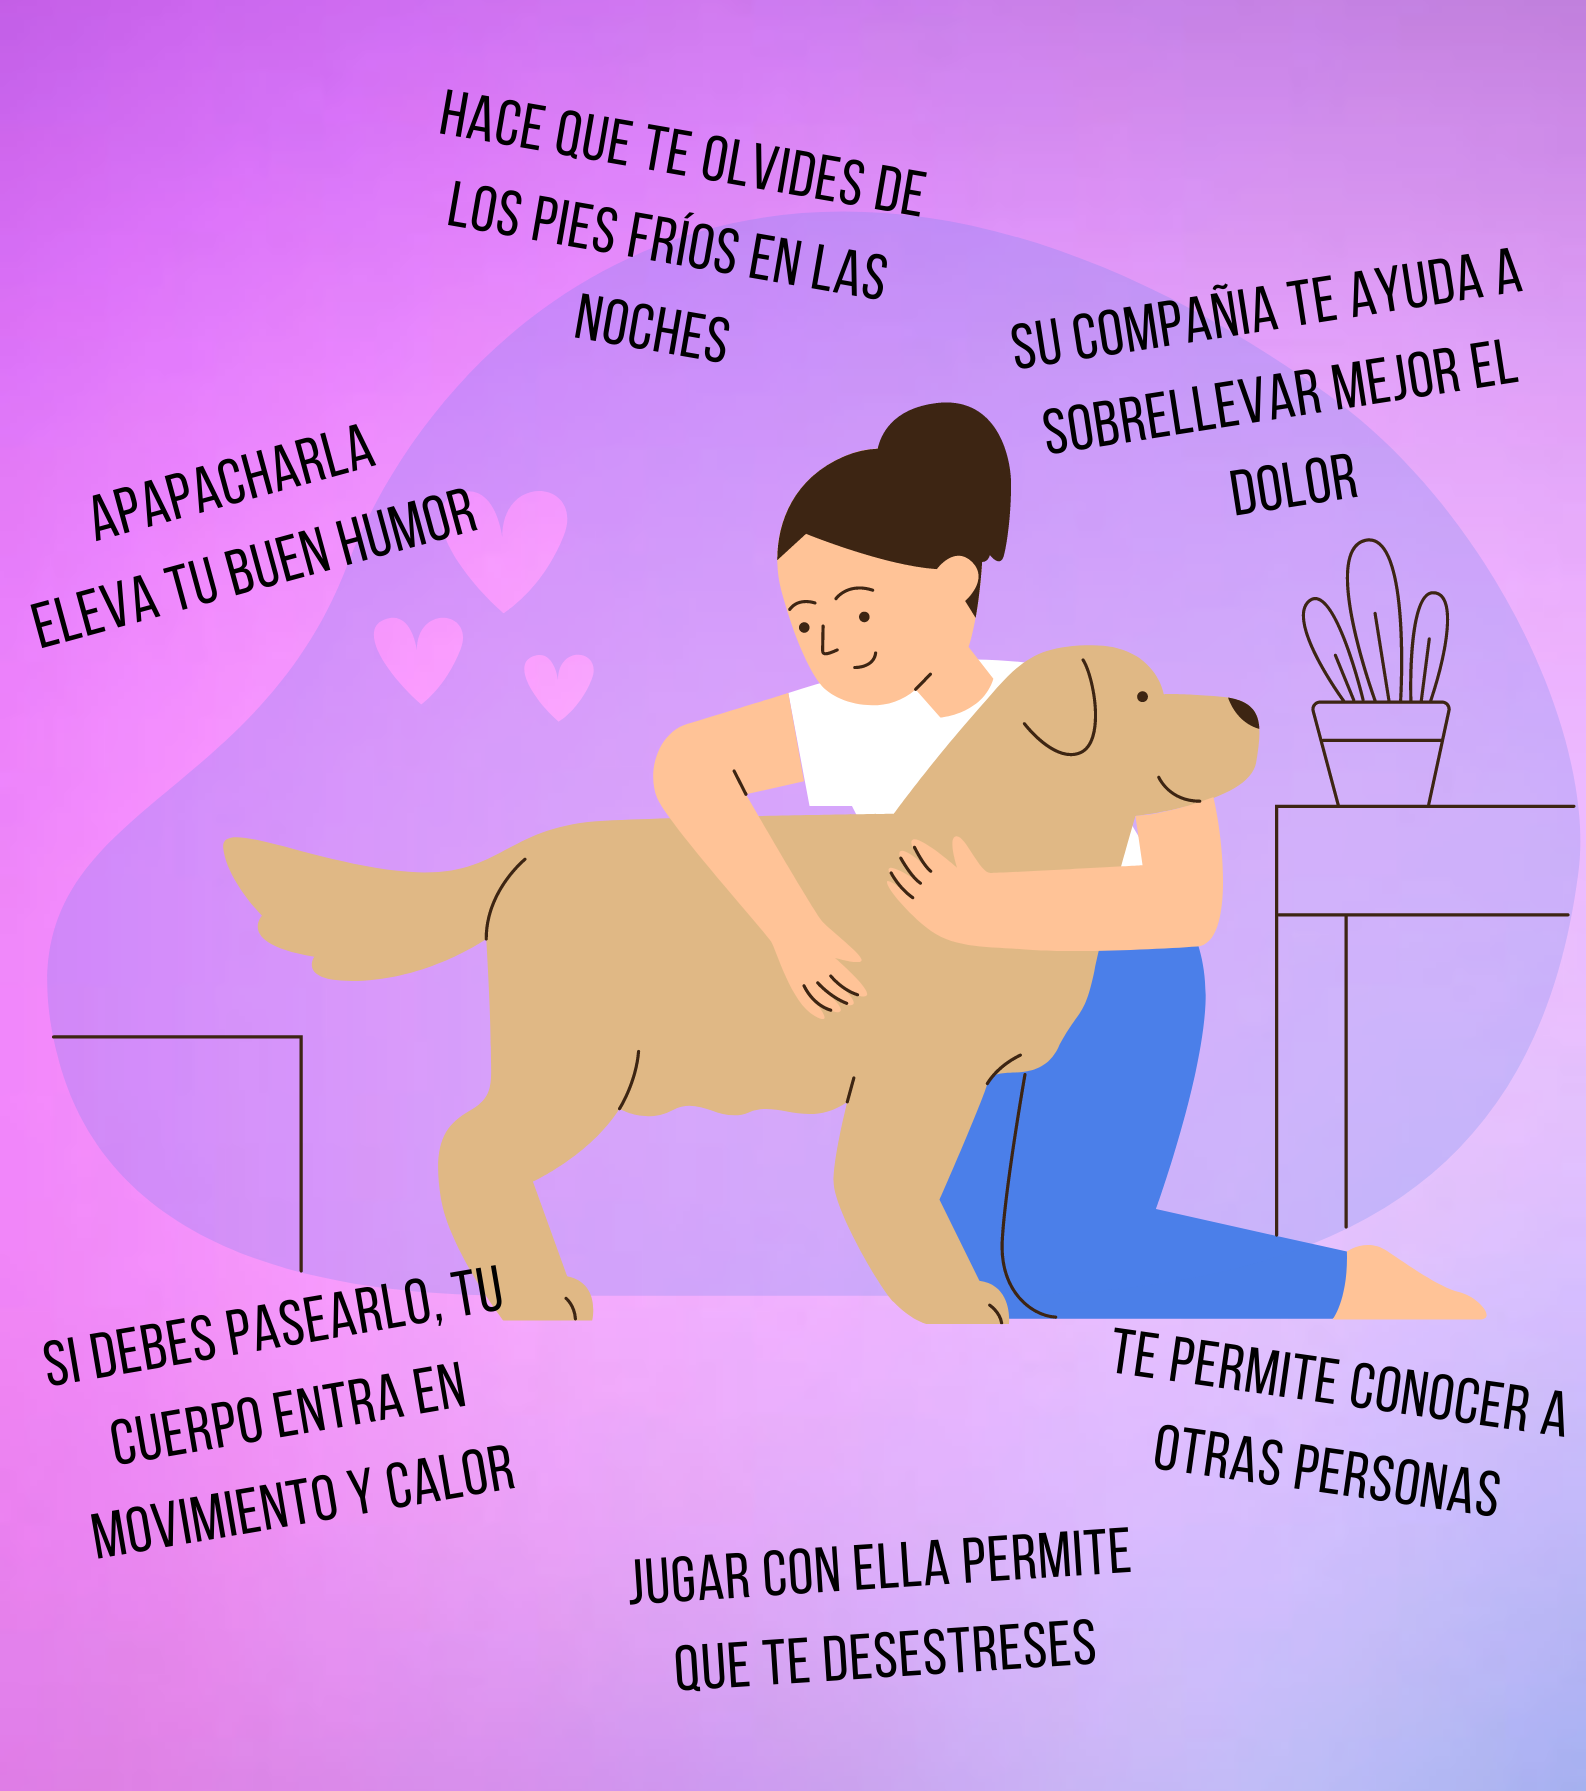 HACE QUE TE OLVIDES DE
LOS PIES FRÍOS EN LAS
NOCHES
SU COMPAÑIA TE AYUDA A
SOBRELLEVAR MEJOR EL
DOLOR
APAPACHARLA
ELEVA TU BUEN HUMOR
SI DEBES PASEARLO, TU
CUERPO ENTRA EN
MOVIMIENTO Y CALOR
TE PERMITE CONOCER A
OTRAS PERSONAS
JUGAR CON ELLA PERMITE
QUE TE DESESTRESES